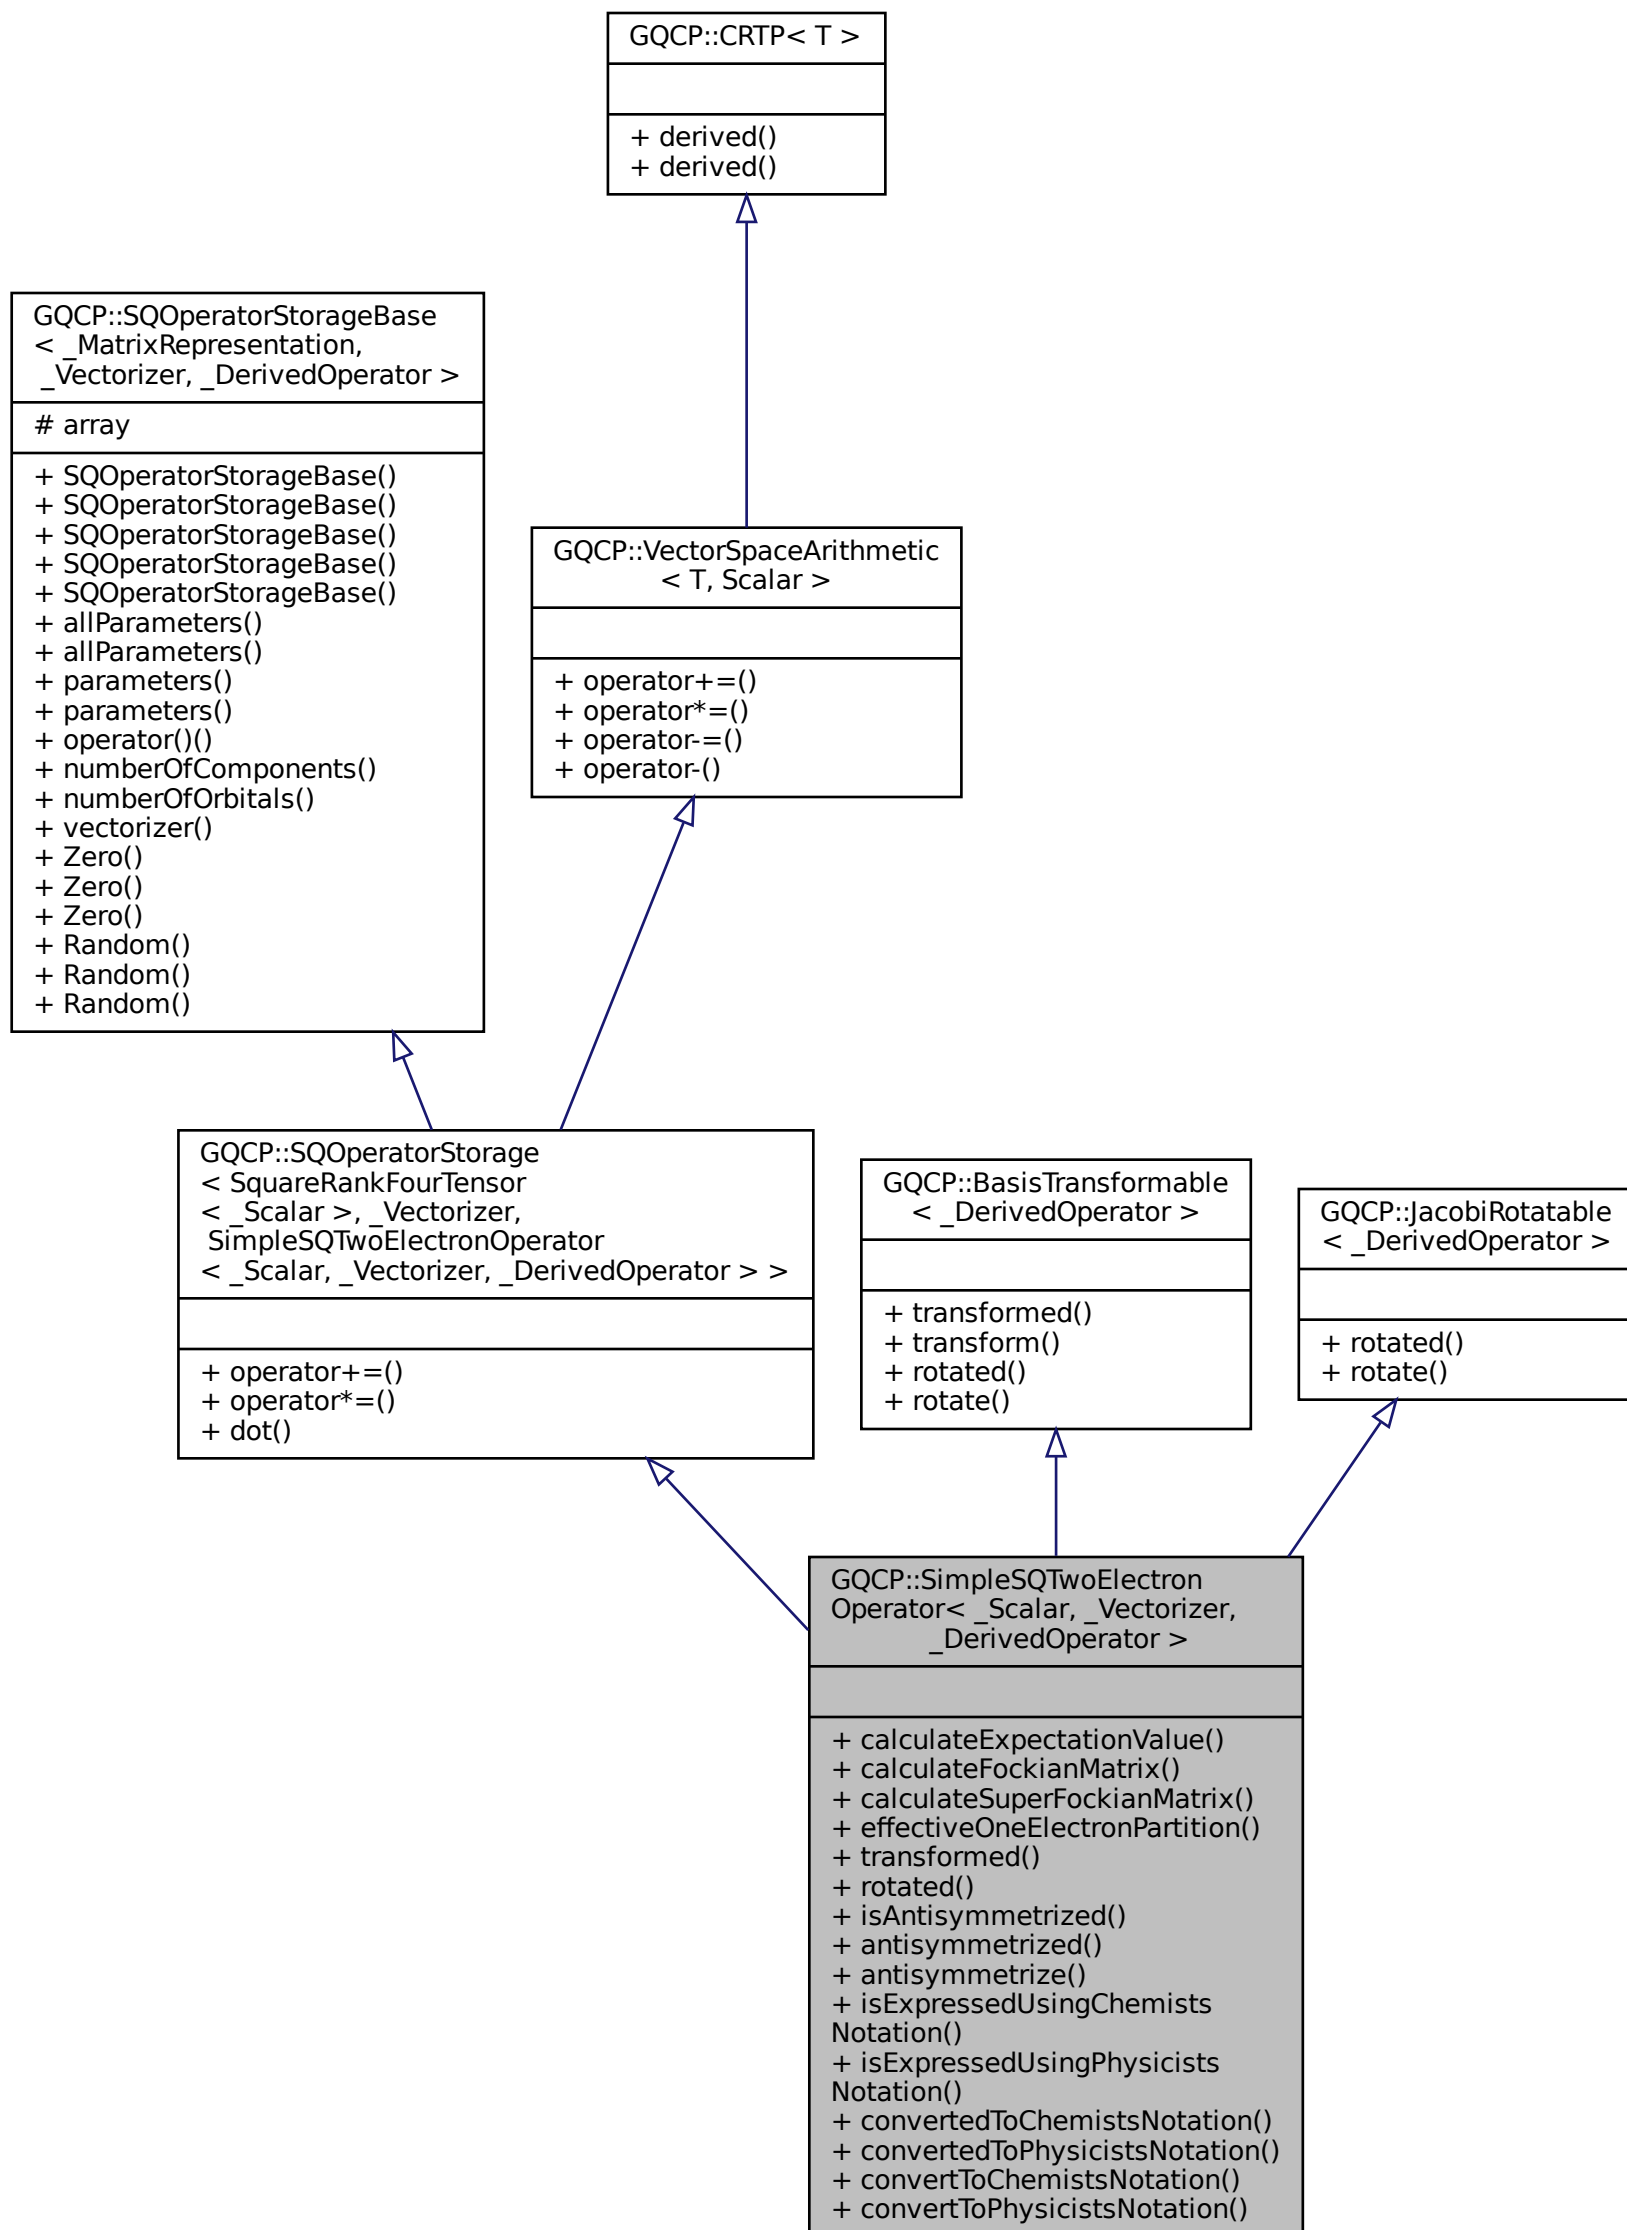 GQCP::CRTP< T >
+ derived()
+ derived()
GQCP::SQOperatorStorageBase
< _MatrixRepresentation,
_Vectorizer, _DerivedOperator >
# array
+ SQOperatorStorageBase()
+ SQOperatorStorageBase()
+ SQOperatorStorageBase()
+ SQOperatorStorageBase()
+ SQOperatorStorageBase()
+ allParameters()
+ allParameters()
+ parameters()
+ parameters()
+ operator()()
+ numberOfComponents()
+ numberOfOrbitals()
+ vectorizer()
+ Zero()
+ Zero()
+ Zero()
+ Random()
+ Random()
+ Random()
GQCP::VectorSpaceArithmetic
< T, Scalar >
+ operator+=()
+ operator*=()
+ operator-=()
+ operator-()
GQCP::SQOperatorStorage
< SquareRankFourTensor
< _Scalar >, _Vectorizer,
SimpleSQTwoElectronOperator
< _Scalar, _Vectorizer, _DerivedOperator > >
+ operator+=()
+ operator*=()
+ dot()
GQCP::BasisTransformable
< _DerivedOperator >
+ transformed()
+ transform()
+ rotated()
+ rotate()
GQCP::JacobiRotatable
< _DerivedOperator >
+ rotated()
+ rotate()
GQCP::SimpleSQTwoElectron
Operator< _Scalar, _Vectorizer,
_DerivedOperator >
+ calculateExpectationValue()
+ calculateFockianMatrix()
+ calculateSuperFockianMatrix()
+ effectiveOneElectronPartition()
+ transformed()
+ rotated()
+ isAntisymmetrized()
+ antisymmetrized()
+ antisymmetrize()
+ isExpressedUsingChemists
Notation()
+ isExpressedUsingPhysicists
Notation()
+ convertedToChemistsNotation()
+ convertedToPhysicistsNotation()
+ convertToChemistsNotation()
+ convertToPhysicistsNotation()